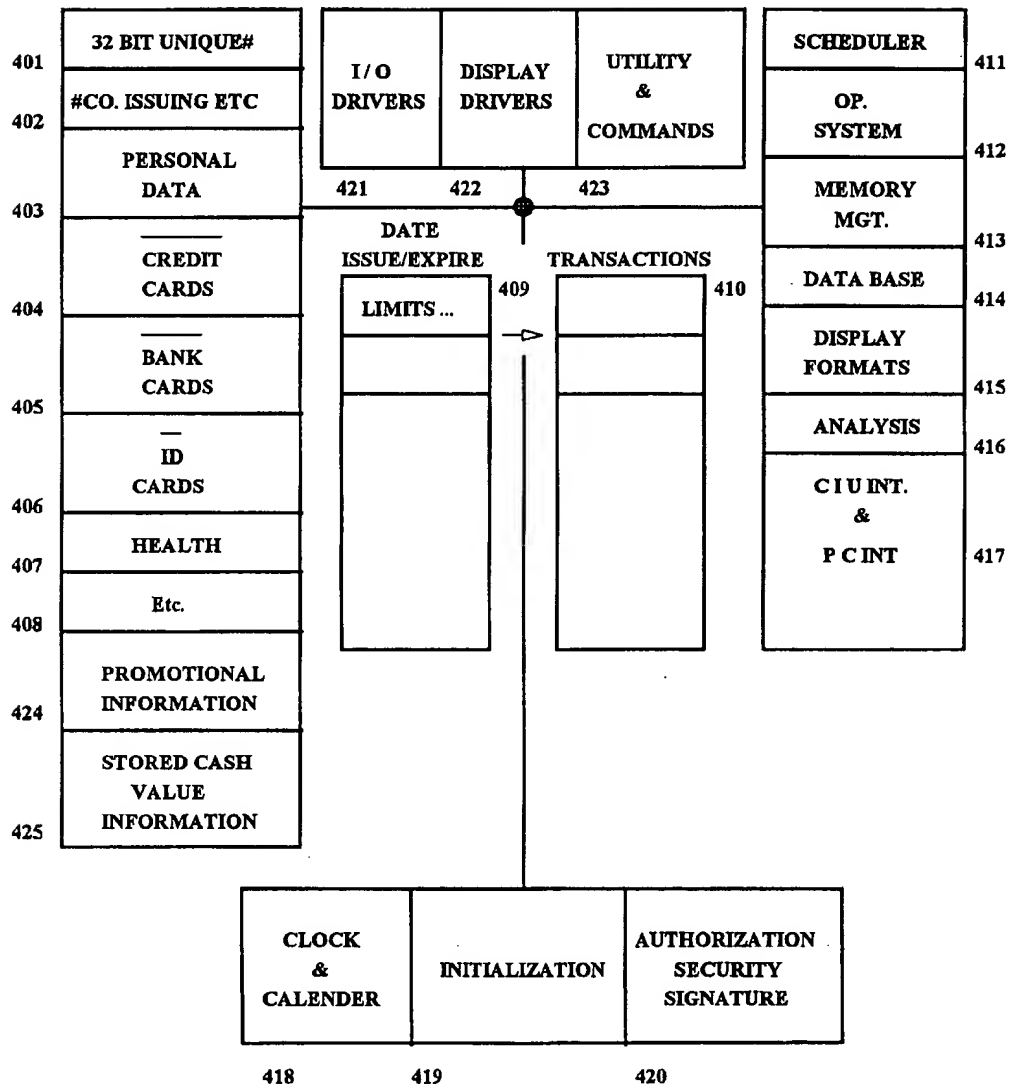 32 BIT UNIQUE#
401
#CO. ISSUING ETC
402
PERSONAL
DATA
403
CREDIT
CARDS
404
BANK
CARDS
405
ID
CARDS
406
HEALTH
407
Etc.
408
PROMOTIONAL
INFORMATION
424
STORED CASH
VALUE
INFORMATION
425
I / O
DRIVERS
421
DISPLAY
DRIVERS
422
UTILITY
&
COMMANDS
423
DATE
ISSUE/EXPIRE
409
LIMITS ...
TRANSACTIONS
410
SCHEDULER
411
OP.
SYSTEM
412
MEMORY
MGT.
413
DATA BASE
414
DISPLAY
FORMATS
415
ANALYSIS
416
C I U INT.
&
P C INT
417
CLOCK
&
CALENDER
418
INITIALIZATION
419
AUTHORIZATION
SECURITY
SIGNATURE
420